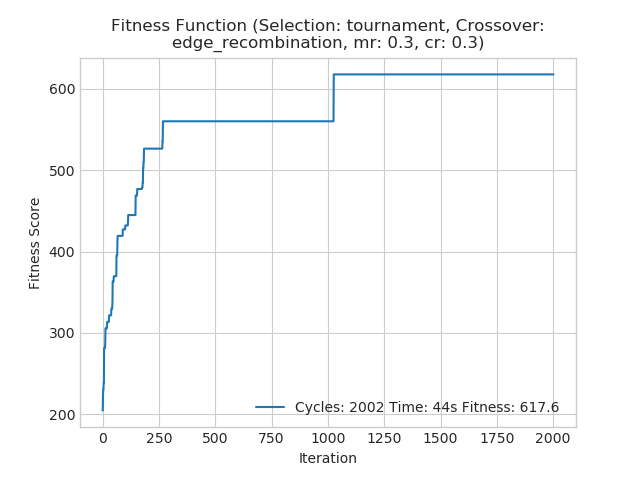 Fitness Function (Selection: tournament, Crossover:
edge_recombination, mr: 0.3, cr: 0.3)
600
500
400
300
200
Fitness Score
Cycles: 2002 Time: 44s Fitness: 617.6
0 250 500 750 1000 1250 1500 1750 2000
Iteration